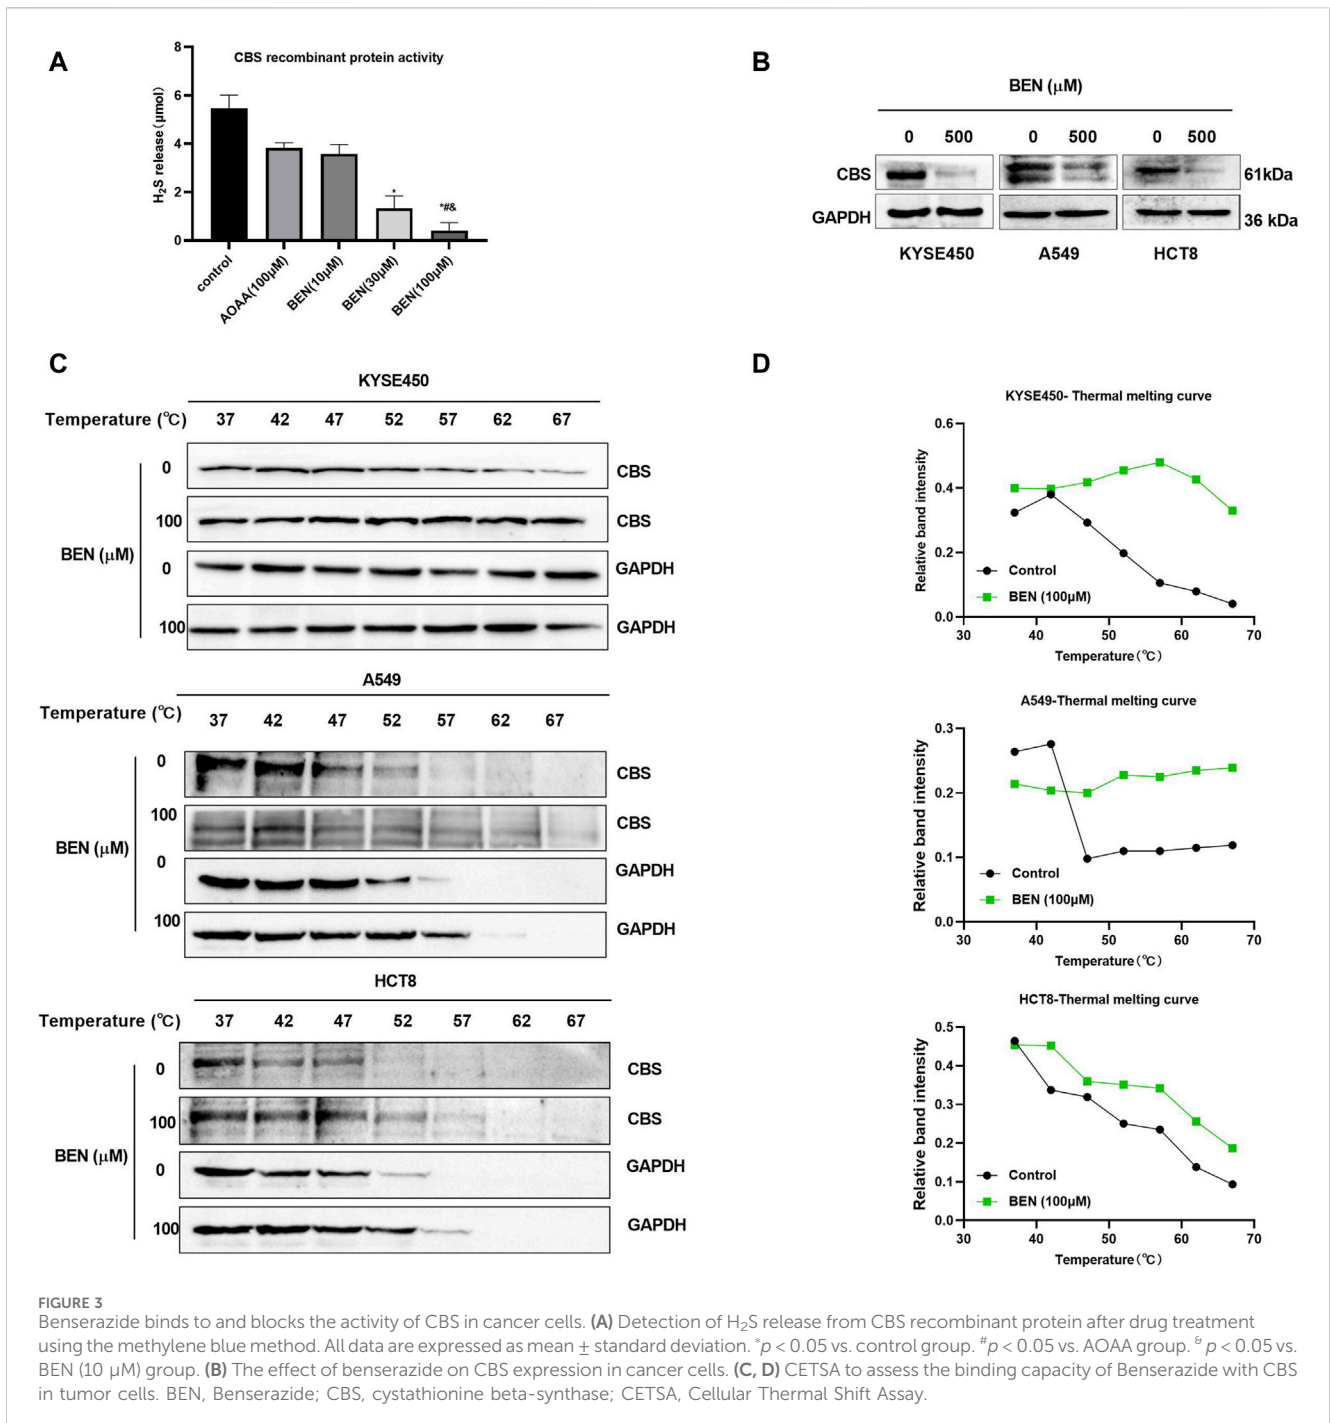 A
CBS recombinant protein activity
H2S release (μmol)
8
6
4
2
0
*
*#&
control
AOAA(100μM)
BEN(10μM)
BEN(30μM)
BEN(100μM)
B
BEN (μM)
0 500 0 500 0 500
CBS 61kDa
GAPDH 36 kDa
KYSE450 A549 HCT8
C
KYSE450
Temperature (℃) 37 42 47 52 57 62 67
BEN (μM)
0 CBS
100 CBS
0 GAPDH
100 GAPDH
A549
Temperature (℃) 37 42 47 52 57 62 67
BEN (μM)
0 CBS
100 CBS
0 GAPDH
100 GAPDH
HCT8
Temperature (℃) 37 42 47 52 57 62 67
BEN (μM)
0 CBS
100 CBS
0 GAPDH
100 GAPDH
D
KYSE450- Thermal melting curve
Relative band intensity
0.6
0.4
0.2
0.0
Control
BEN (100μM)
30 40 50 60 70
Temperature(℃)
A549-Thermal melting curve
Relative band intensity
0.3
0.2
0.1
0.0
Control
BEN (100μM)
30 40 50 60 70
Temperature(℃)
HCT8-Thermal melting curve
Relative band intensity
0.5
0.4
0.3
0.2
0.1
0.0
Control
BEN (100μM)
30 40 50 60 70
Temperature(℃)
FIGURE 3
Benserazide binds to and blocks the activity of CBS in cancer cells. (A) Detection of H2S release from CBS recombinant protein after drug treatment
using the methylene blue method. All data are expressed as mean ± standard deviation. *p < 0.05 vs. control group. #p < 0.05 vs. AOAA group. & p < 0.05 vs.
BEN (10 μM) group. (B) The effect of benserazide on CBS expression in cancer cells. (C, D) CETSA to assess the binding capacity of Benserazide with CBS
in tumor cells. BEN, Benserazide; CBS, cystathionine beta-synthase; CETSA, Cellular Thermal Shift Assay.